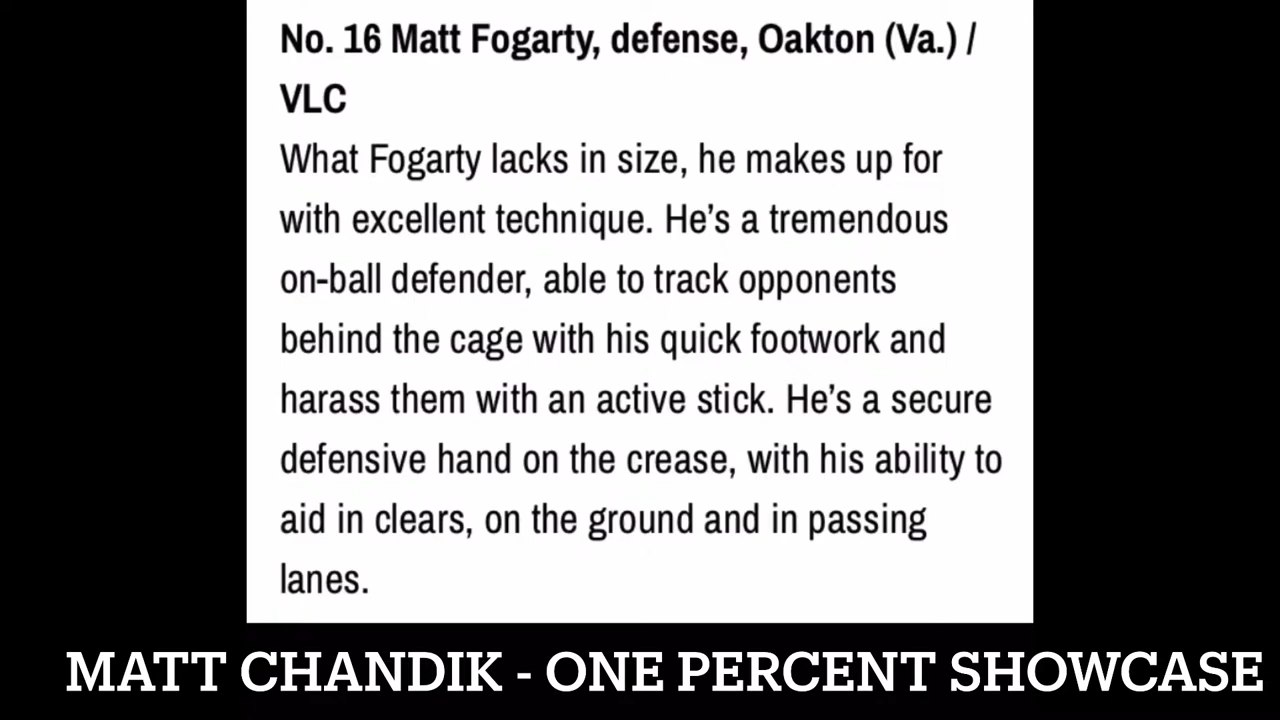 No. 16 Matt Fogarty, defense, Oakton (Va.) /
VLC
What Fogarty lacks in size, he makes up for
with excellent technique. He’s a tremendous
on-ball defender, able to track opponents
behind the cage with his quick footwork and
harass them with an active stick. He’s a secure
defensive hand on the crease, with his ability to
aid in clears, on the ground and in passing
lanes.
MATT CHANDIK - ONE PERCENT SHOWCASE